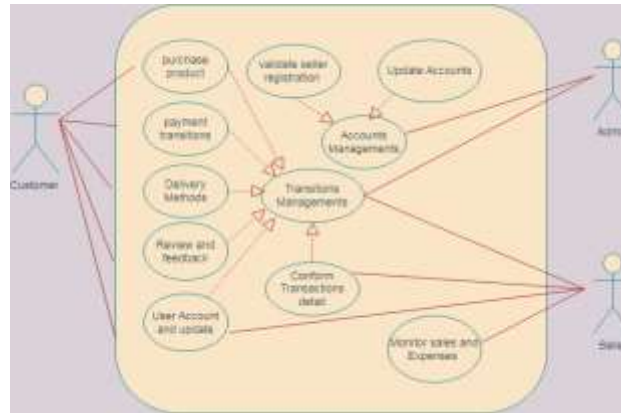 purchase
product
validate seller
registration
Update Accounts
payment
transitions
Accounts
Managements
Customer
Delivery
Methods
Transitions
Managements
Review and
feedback
Conform
Transactions
detail
User Account
and update
Monitor sales and
Expenses